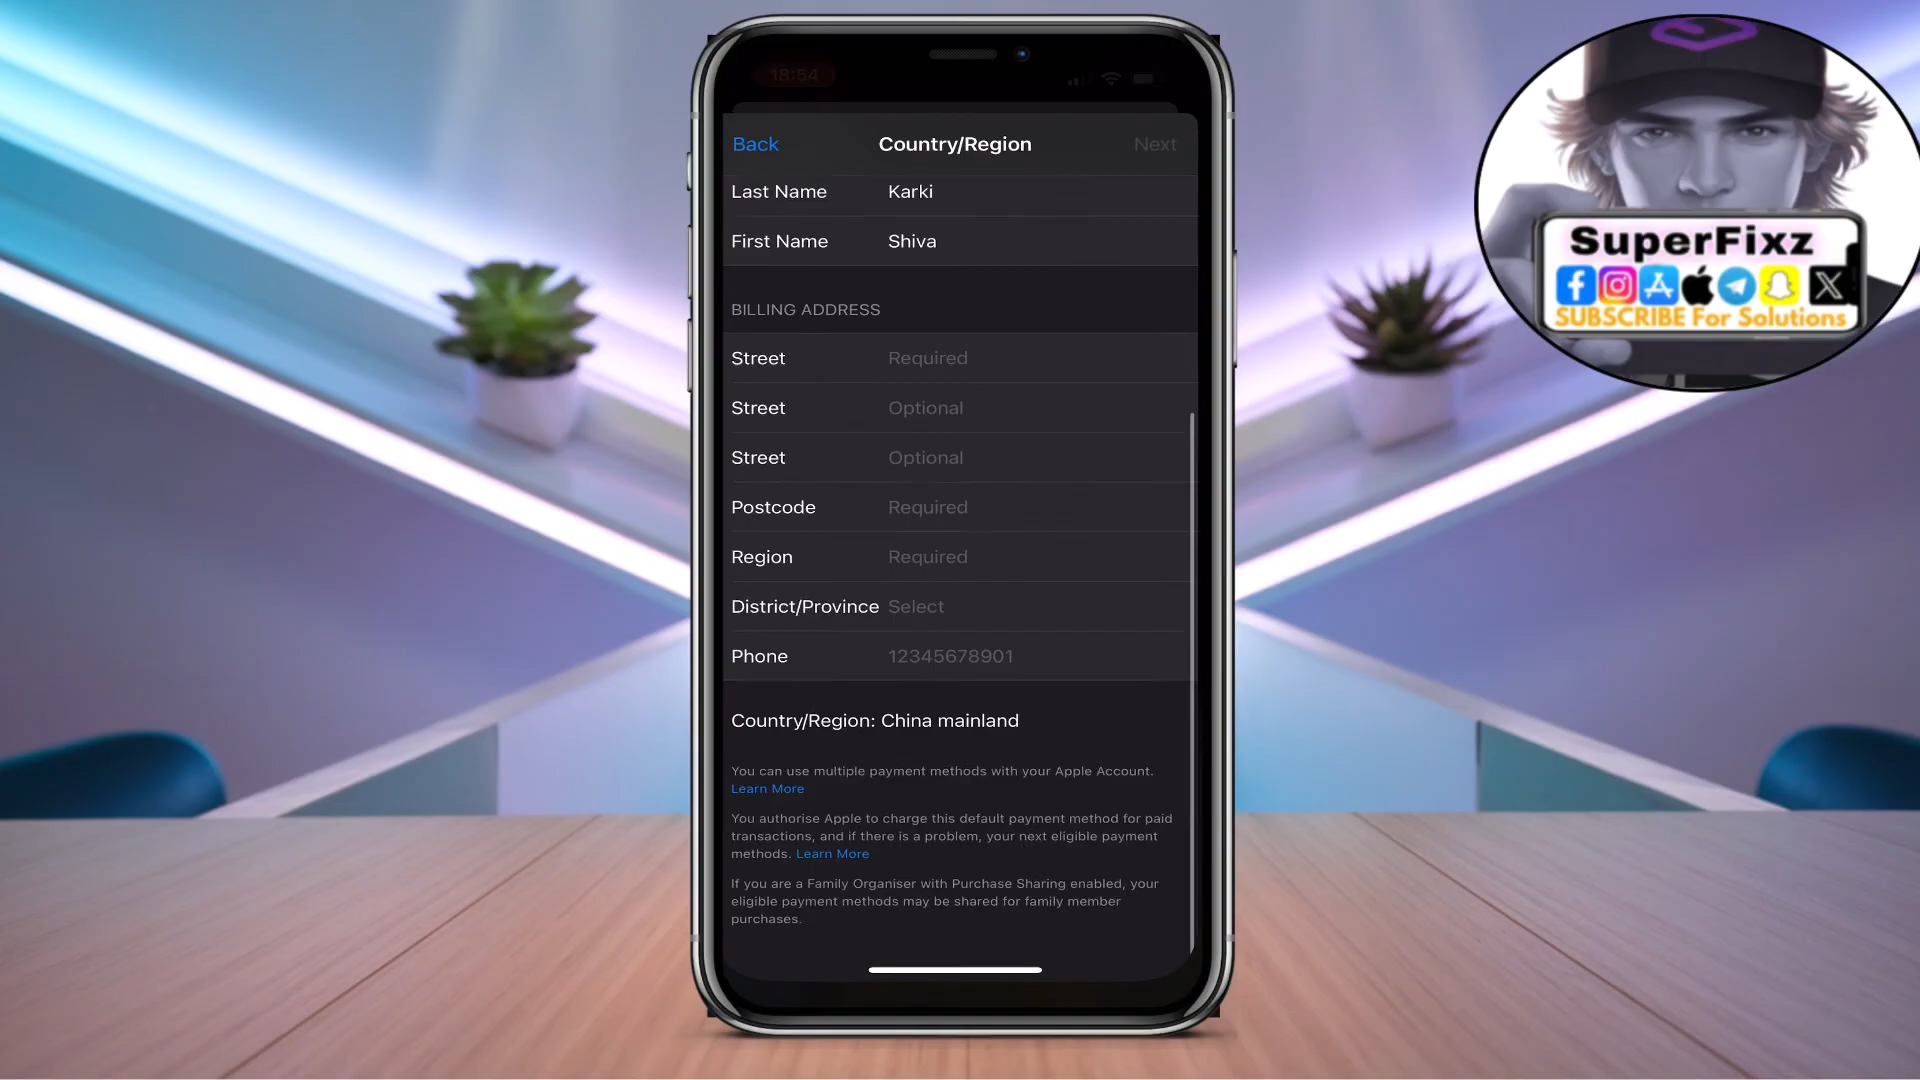 18:54
Back Country/Region Next
Last Name Karki
First Name Shiva
BILLING ADDRESS
Street Required
Street Optional
Street Optional
Postcode Required
Region Required
District/Province Select
Phone 12345678901
Country/Region: China mainland
You can use multiple payment methods with your Apple Account.
Learn More
You authorise Apple to charge this default payment method for paid
transactions, and if there is a problem, your next eligible payment
methods. Learn More
If you are a Family Organiser with Purchase Sharing enabled, your
eligible payment methods may be shared for family member
purchases.
SuperFixz
SUBSCRIBE For Solutions